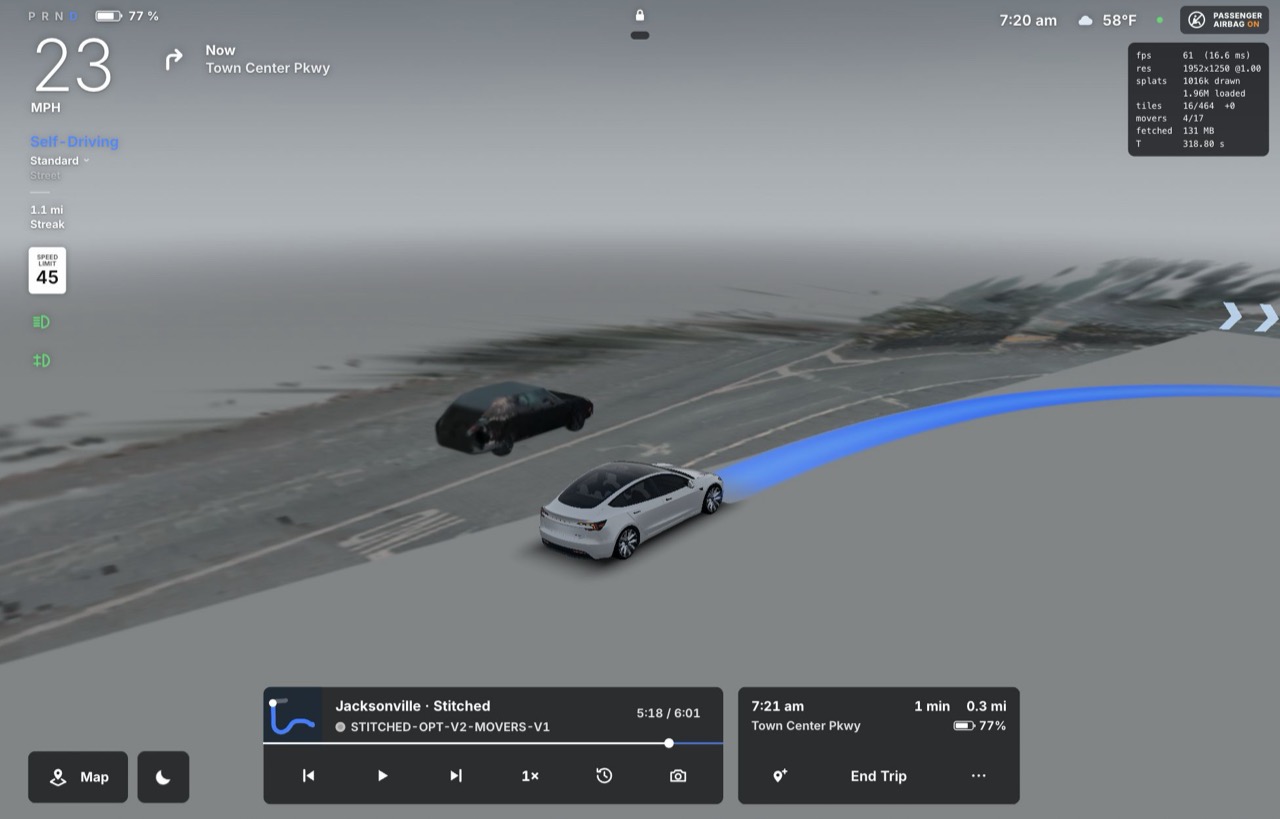 P R N D 77 %
23
MPH
Now
Town Center Pkwy
Self-Driving
Standard
Street
1.1 mi
Streak
SPEED
LIMIT
45
7:20 am 58°F
PASSENGER
AIRBAG ON
fps 61 (16.6 ms)
res 1952x1250 @1.00
splats 1016k drawn
1.96M loaded
tiles 16/464 +0
movers 4/17
fetched 131 MB
T 318.80 s
Map
Jacksonville · Stitched
STITCHED-OPT-V2-MOVERS-V1
5:18 / 6:01
1×
7:21 am 1 min 0.3 mi
Town Center Pkwy 77%
End Trip